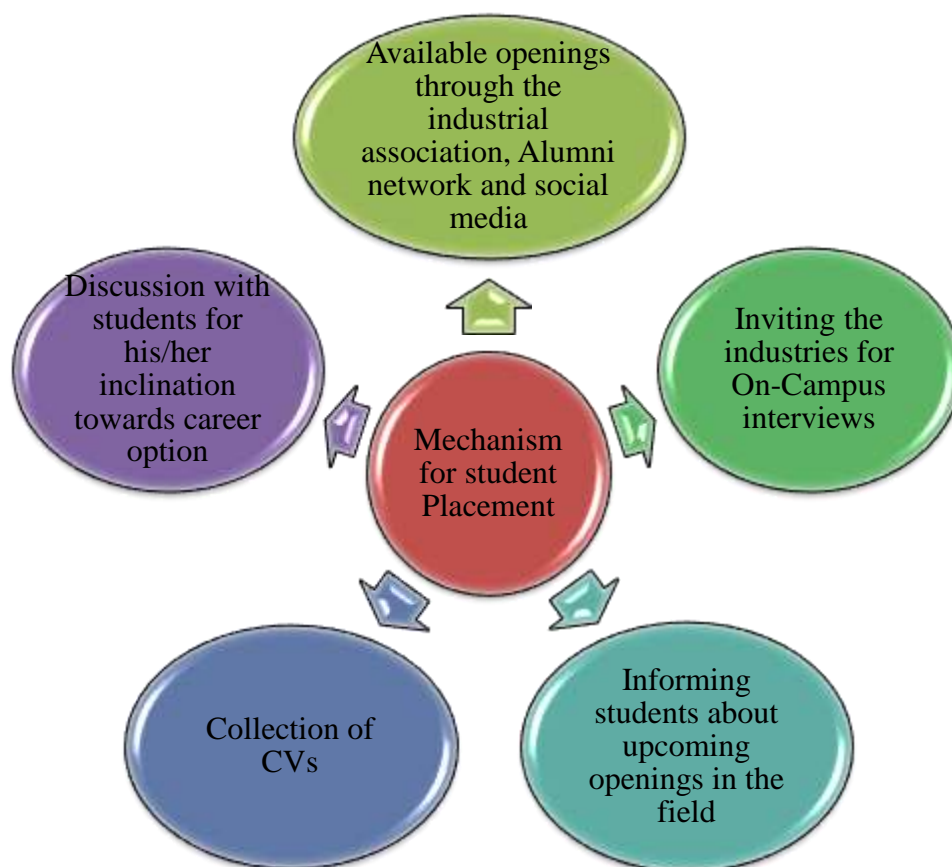 Available openings
through the
industrial
association, Alumni
network and social
media
Discussion with
students for
his/her
inclination
towards career
option
Inviting the
industries for
On-Campus
interviews
Mechanism
for student
Placement
Collection of
CVs
Informing
students about
upcoming
openings in the
field